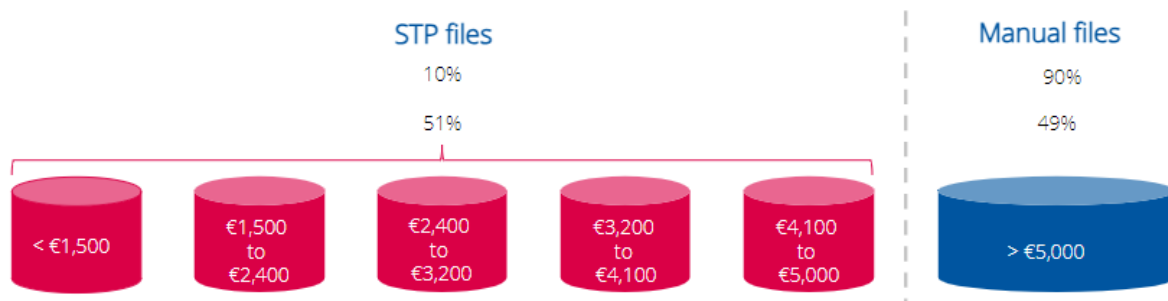 STP files
10%
51%
Manual files
90%
49%
< €1,500
€1,500
to
€2,400
€2,400
to
€3,200
€3,200
to
€4,100
€4,100
to
€5,000
> €5,000